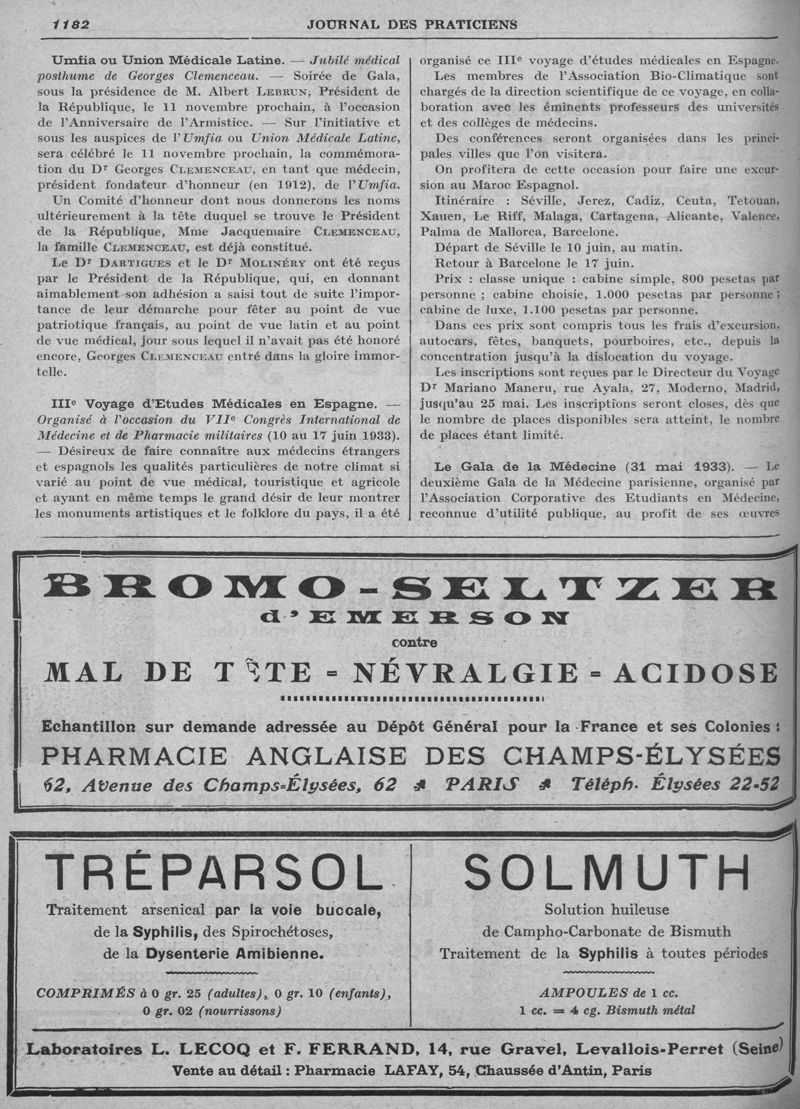 1182
JOURNAL DES PRATICIENS
Umfia ou Union Médicale Latine. — Jubilé médical
posthume de Georges Clemenceau. — Soirée de Gala,
sous la présidence de M. Albert LEBRUN, Président de
la République, le 11 novembre prochain, à l'occasion
de l'Anniversaire de l'Armistice. — Sur l'initiative et
sous les auspices de l'Umfia ou Union Médicale Latine,
sera célébré le 11 novembre prochain, la commémora-
tion du Dr Georges CLEMENCEAU, en tant que médecin,
président fondateur d'honneur (en 1912), de l'Umfia.
Un Comité d'honneur dont nous donnerons les noms
ultérieurement à la tête duquel se trouve le Président
de la République, Mme Jacquemaire CLEMENCEAU,
la famille CLEMENCEAU, est déjà constitué.
Le Dr DARTIGUES et le Dr MOLINÉRY ont été reçus
par le Président de la République, qui, en donnant
aimablement son adhésion a saisi tout de suite l'impor-
tance de leur démarche pour fêter au point de vue
patriotique français, au point de vue latin et au point
de vue médical, jour sous lequel il n'avait pas été honoré
encore, Georges CLEMENCEAU entré dans la gloire immor-
telle.
IIIe Voyage d'Etudes Médicales en Espagne. —
Organisé à l'occasion du VIIe Congrès International de
Médecine et de Pharmacie militaires (10 au 17 juin 1933).
— Désireux de faire connaître aux médecins étrangers
et espagnols les qualités particulières de notre climat si
varié au point de vue médical, touristique et agricole
et ayant en même temps le grand désir de leur montrer
les monuments artistiques et le folklore du pays, il a été
organisé ce IIIe voyage d'études médicales en Espagne.
Les membres de l'Association Bio-Climatique sont
chargés de la direction scientifique de ce voyage, en colla-
boration avec les éminents professeurs des universités
et des collèges de médecins.
Des conférences seront organisées dans les princi-
pales villes que l'on visitera.
On profitera de cette occasion pour faire une excur-
sion au Maroc Espagnol.
Itinéraire : Séville, Jerez, Cadiz, Ceuta, Tetouan,
Xauen, Le Riff, Malaga, Cartagena, Alicante, Valence,
Palma de Mallorca, Barcelone.
Départ de Séville le 10 juin, au matin.
Retour à Barcelone le 17 juin.
Prix : classe unique : cabine simple, 800 pesetas par
personne ; cabine choisie, 1.000 pesetas par personne ;
cabine de luxe, 1.100 pesetas par personne.
Dans ces prix sont compris tous les frais d'excursion,
autocars, fêtes, banquets, pourboires, etc., depuis la
concentration jusqu'à la dislocation du voyage.
Les inscriptions sont reçues par le Directeur du Voyage
Dr Mariano Maneru, rue Ayala, 27, Moderno, Madrid,
jusqu'au 25 mai. Les inscriptions seront closes, dès que
le nombre de places disponibles sera atteint, le nombre
de places étant limité.
Le Gala de la Médecine (31 mai 1933). — Le
deuxième Gala de la Médecine parisienne, organisé par
l'Association Corporative des Etudiants en Médecine,
reconnue d'utilité publique, au profit de ses œuvres
BROMO-SELTZER
d'EMERSON
contre
MAL DE TÊTE = NÉVRALGIE = ACIDOSE
Echantillon sur demande adressée au Dépôt Général pour la France et ses Colonies :
PHARMACIE ANGLAISE DES CHAMPS-ÉLYSÉES
62, Avenue des Champs-Élysées, 62 PARIS Téléph. Élysées 22-52
TRÉPARSOL
Traitement arsenical par la voie buccale,
de la Syphilis, des Spirochétoses,
de la Dysenterie Amibienne.
COMPRIMÉS à 0 gr. 25 (adultes), 0 gr. 10 (enfants),
0 gr. 02 (nourrissons)
SOLMUTH
Solution huileuse
de Campho-Carbonate de Bismuth
Traitement de la Syphilis à toutes périodes
AMPOULES de 1 cc.
1 cc. = 4 cg. Bismuth métal
Laboratoires L. LECOQ et F. FERRAND, 14, rue Gravel, Levallois-Perret (Seine)
Vente au détail : Pharmacie LAFAY, 54, Chaussée d'Antin, Paris